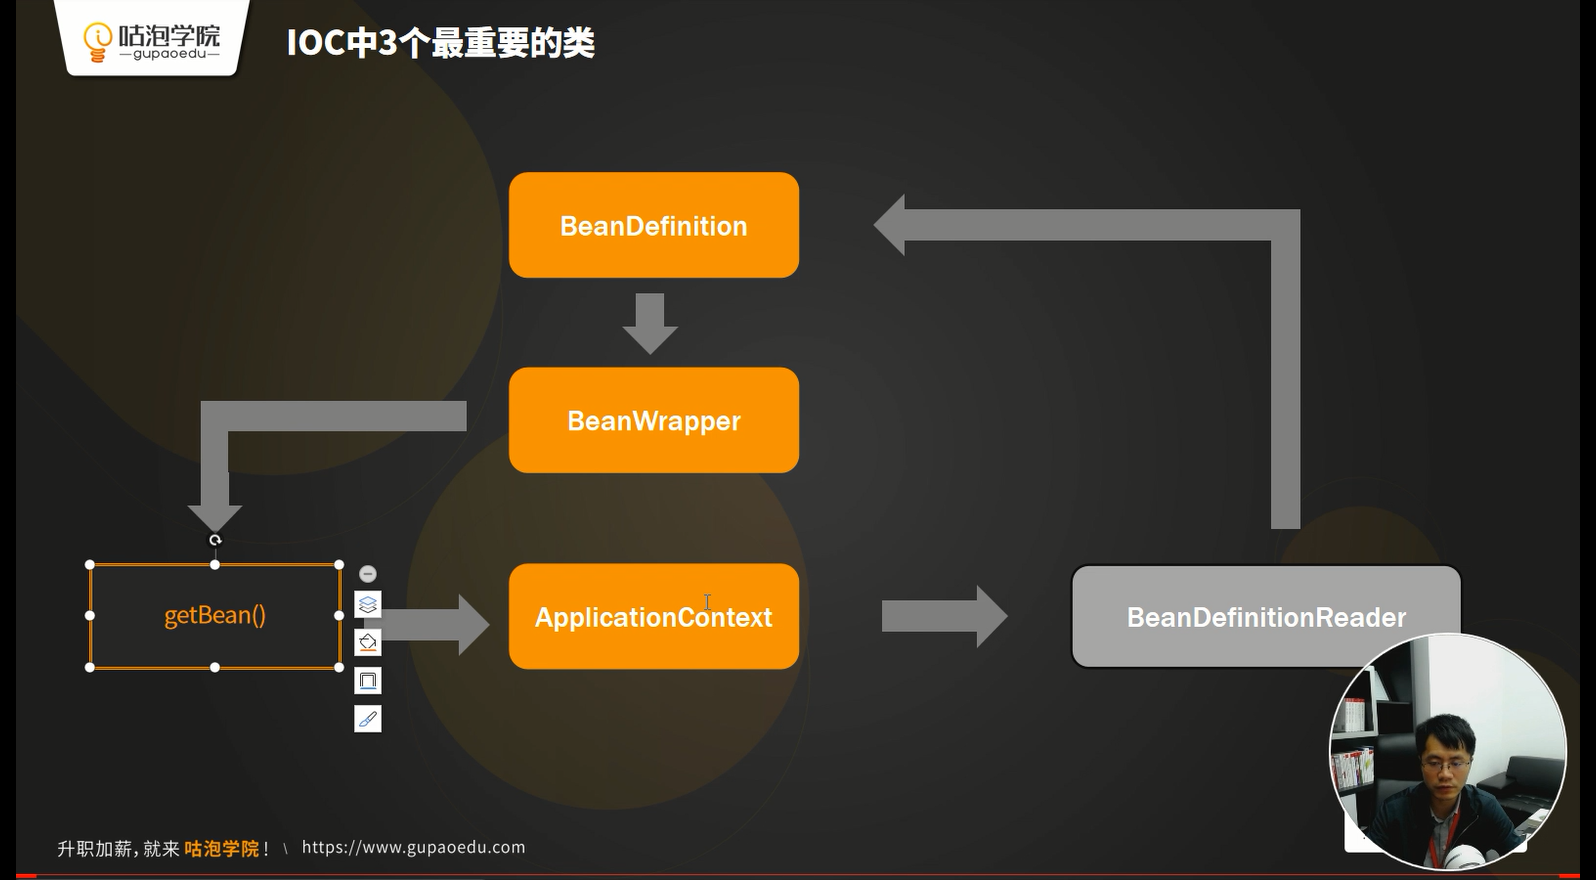 咕泡学院
gupaoedu
IOC中3个最重要的类
BeanDefinition
BeanWrapper
getBean()
ApplicationContext
BeanDefinitionReader
升职加薪，就来 咕泡学院！ \ https://www.gupaoedu.com